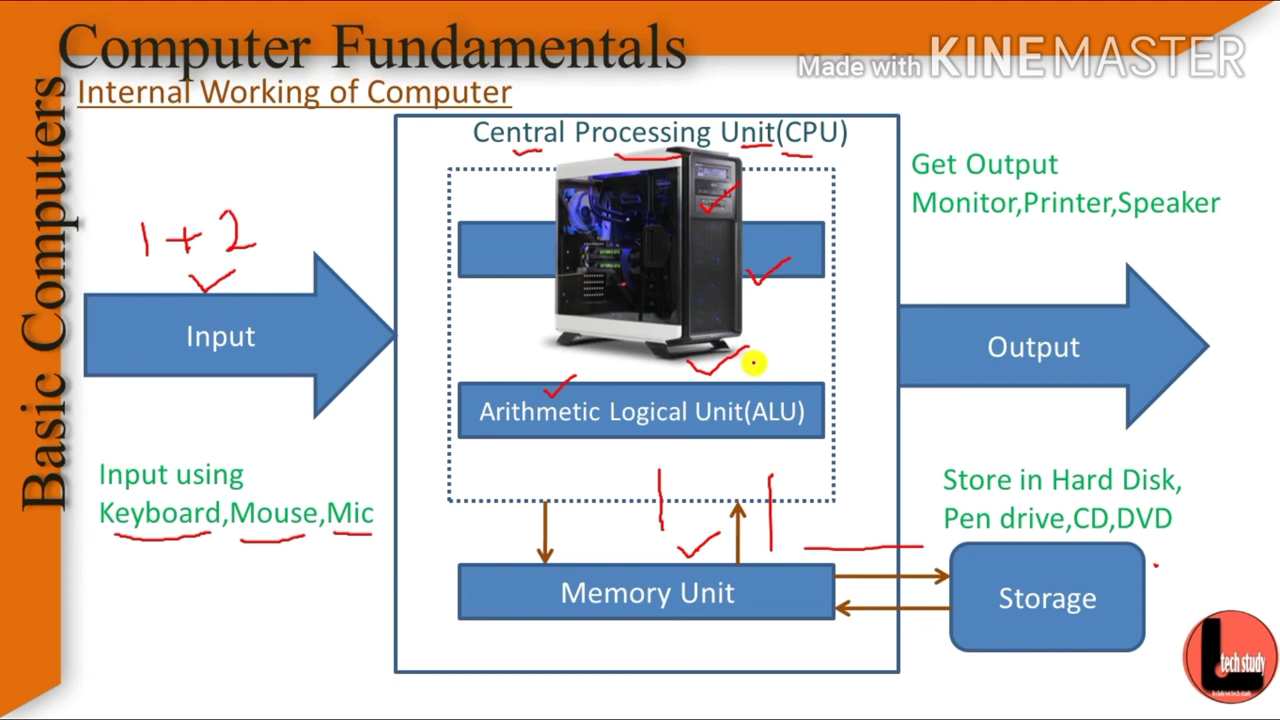 Computer Fundamentals
Made with KINEMASTER
Internal Working of Computer
Basic Computers
Central Processing Unit(CPU)
Get Output
Monitor,Printer,Speaker
1 + 2
Input
Output
Arithmetic Logical Unit(ALU)
Input using
Keyboard,Mouse,Mic
Store in Hard Disk,
Pen drive,CD,DVD
Memory Unit
Storage
tech study